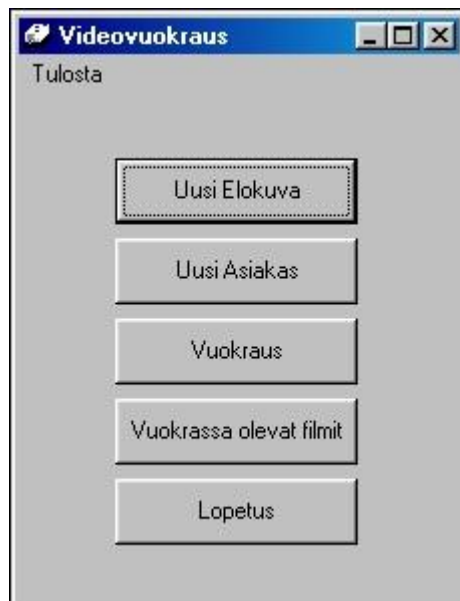 Videovuokraus
Tulosta
Uusi Elokuva
Uusi Asiakas
Vuokraus
Vuokrassa olevat filmit
Lopetus